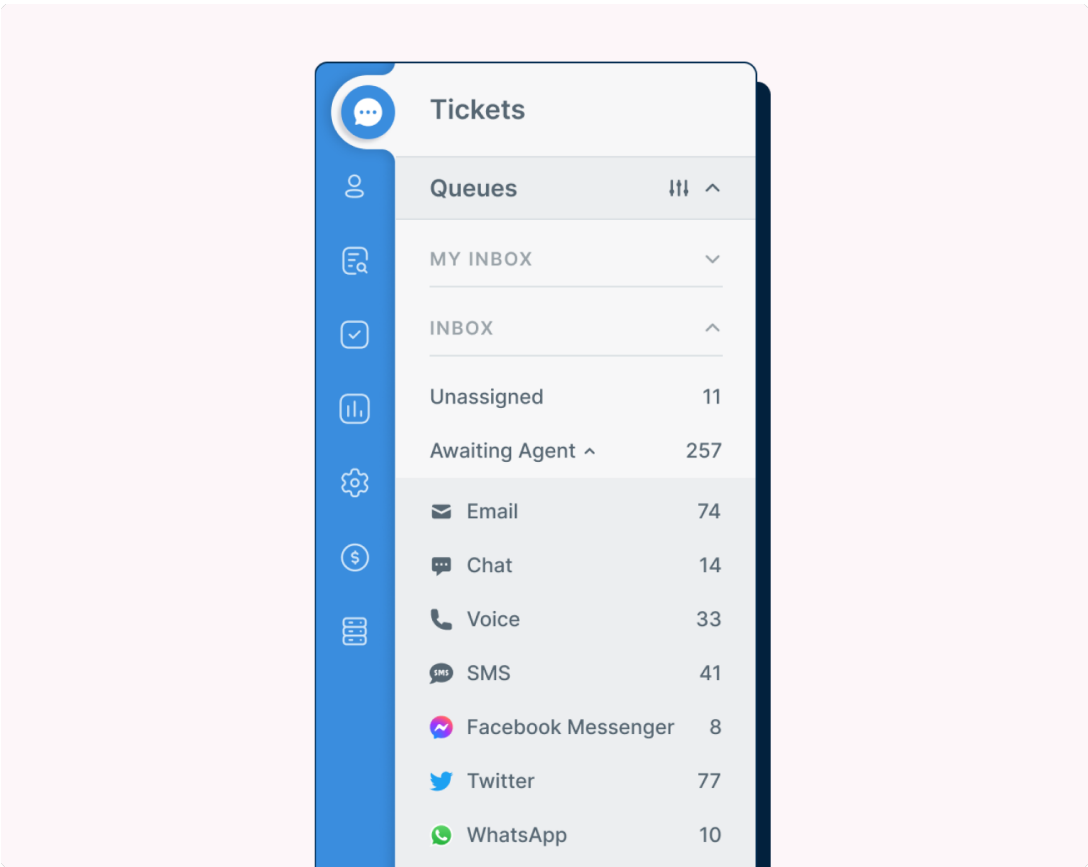 Tickets
Queues
MY INBOX
INBOX
Unassigned 11
Awaiting Agent 257
Email 74
Chat 14
Voice 33
SMS SMS 41
Facebook Messenger 8
Twitter 77
WhatsApp 10